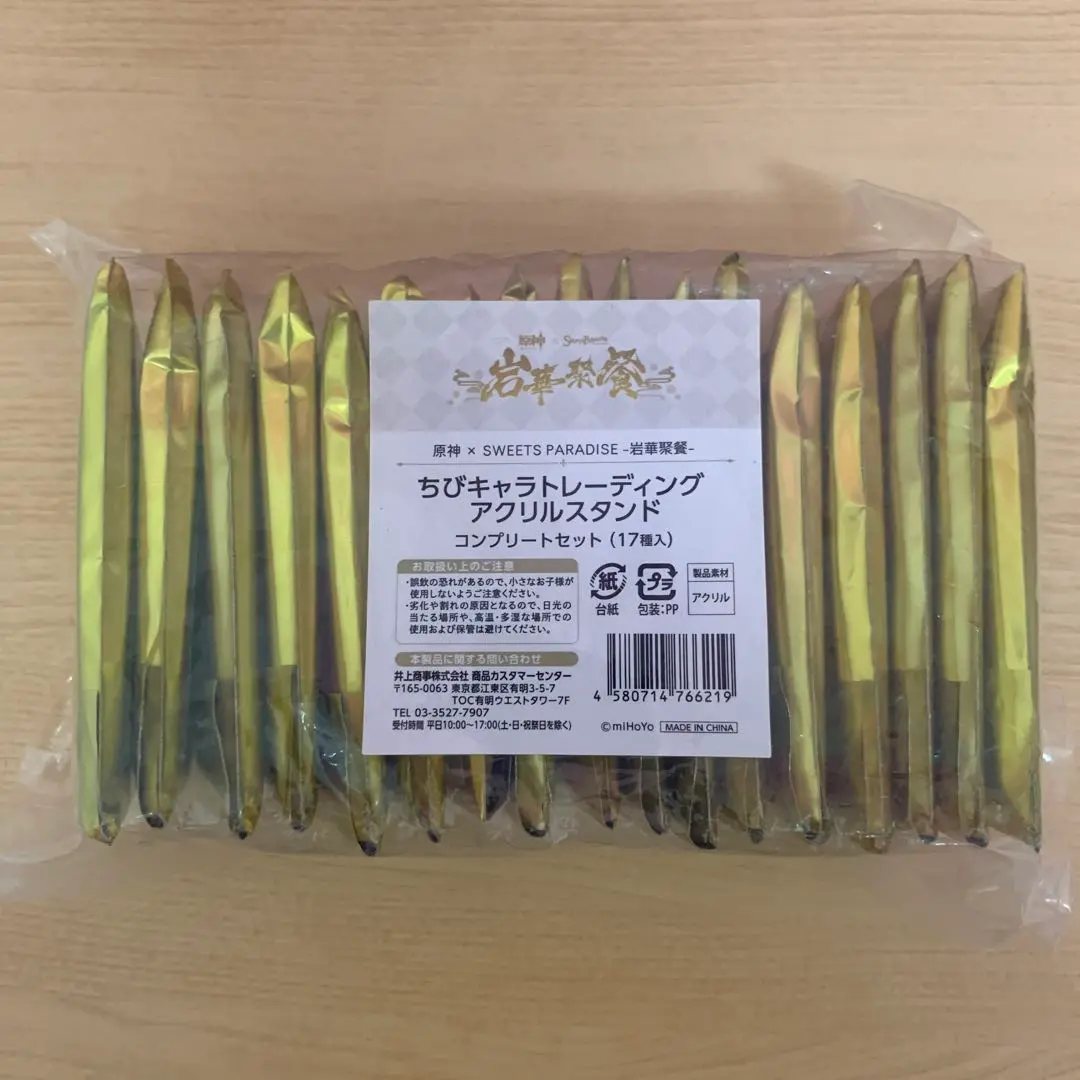 原神 × Sweets Paradise
岩華聚餐
原神 × SWEETS PARADISE -岩華聚餐-
ちびキャラトレーディング
アクリルスタンド
コンプリートセット（17種入）
お取扱い上のご注意
・誤飲の恐れがあるので、小さなお子様が
使用しないようご注意ください。
・劣化や割れの原因となるので、日光の
当たる場所や、高温・多湿な場所での
使用および保管は避けてください。
紙
台紙
プラ
包装：PP
製品素材
アクリル
本製品に関する問い合わせ
井上商事株式会社 商品カスタマーセンター
〒165-0063 東京都江東区有明3-5-7
TOC有明ウエストタワー7F
TEL 03-3527-7907
受付時間 平日10:00～17:00(土・日・祝祭日を除く)
4 580714 766219
©miHoYo
MADE IN CHINA